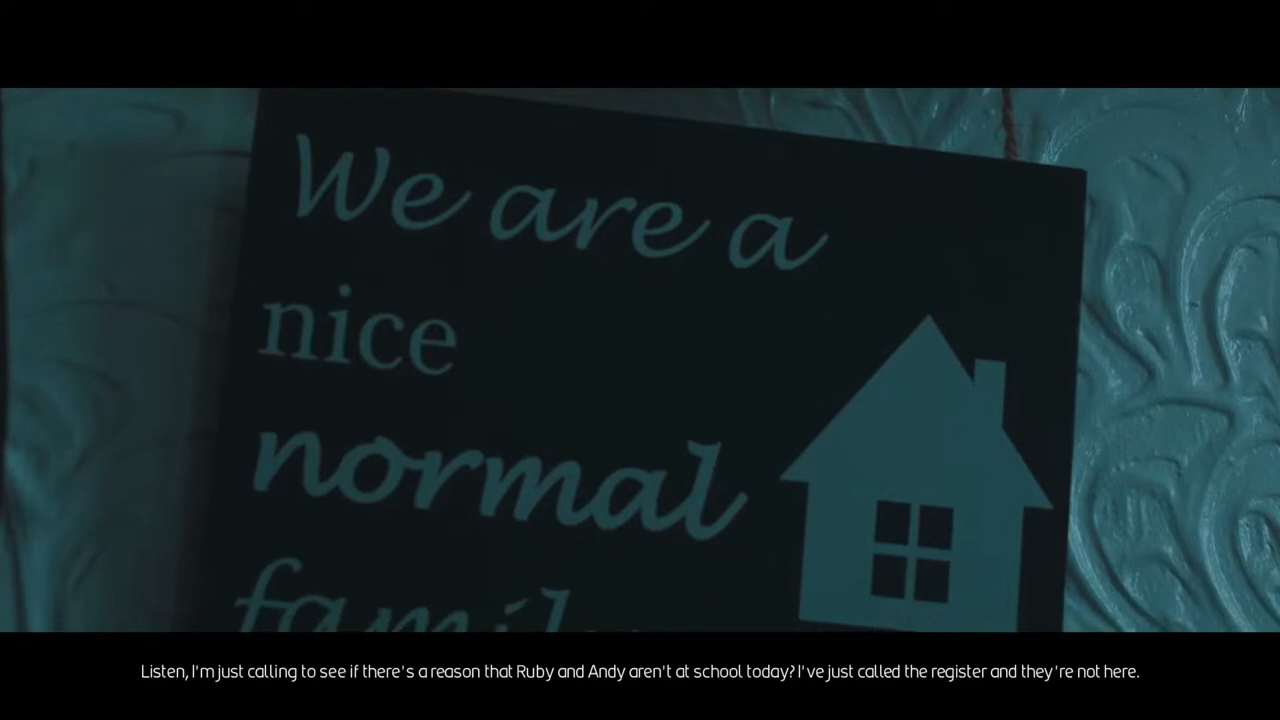 We are a
nice
normal
family
Listen, I'm just calling to see if there's a reason that Ruby and Andy aren't at school today? I've just called the register and they're not here.